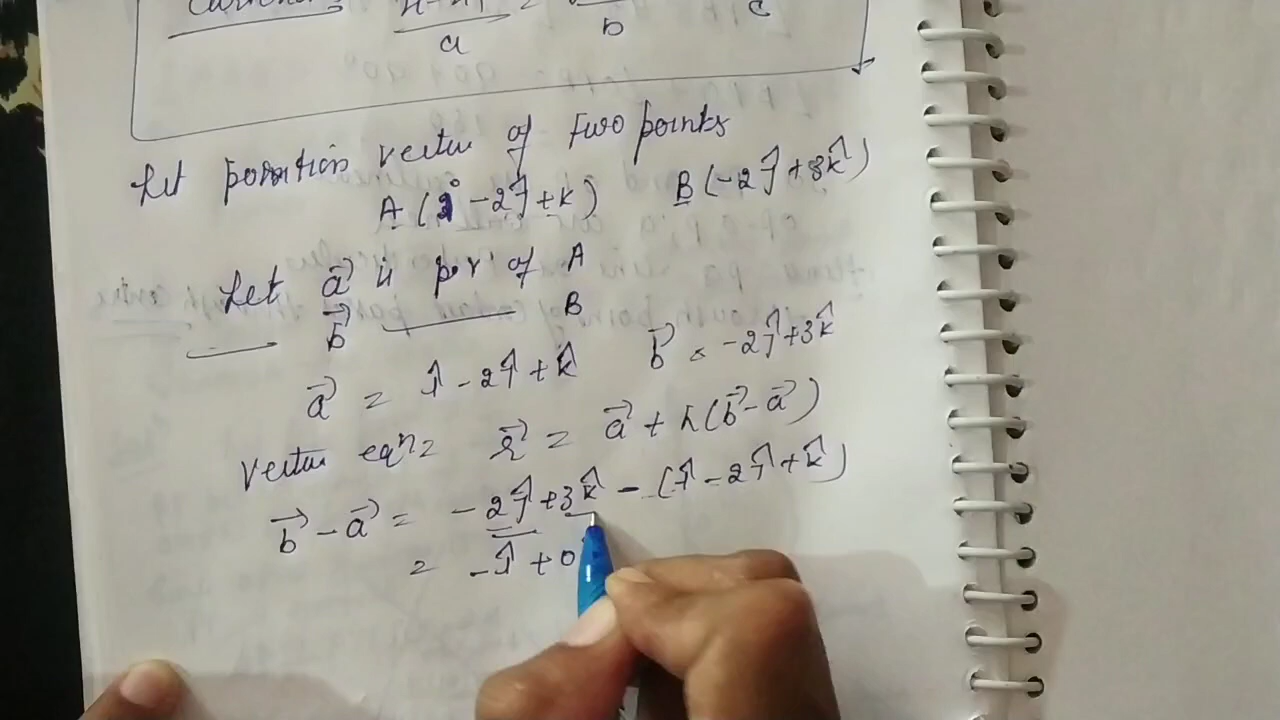 a b c
Let position vector of two points
A ( -2ĵ+k) B(-2ĵ+3k̂)
Let a⃗ is p.v. of A
b⃗ B
a⃗ = î-2ĵ+k̂ b⃗ = -2ĵ+3k̂
vector eqn= r⃗ = a⃗+λ(b⃗-a⃗)
b⃗-a⃗ = -2ĵ+3k̂-(î-2ĵ+k̂)
= -î+0